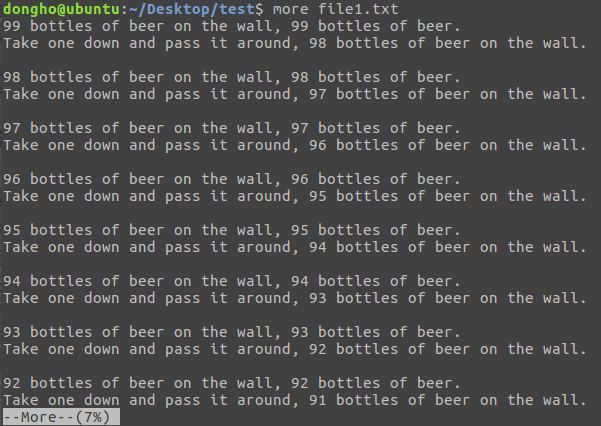 dongho@ubuntu:~/Desktop/test$ more file1.txt
99 bottles of beer on the wall, 99 bottles of beer.
Take one down and pass it around, 98 bottles of beer on the wall.

98 bottles of beer on the wall, 98 bottles of beer.
Take one down and pass it around, 97 bottles of beer on the wall.

97 bottles of beer on the wall, 97 bottles of beer.
Take one down and pass it around, 96 bottles of beer on the wall.

96 bottles of beer on the wall, 96 bottles of beer.
Take one down and pass it around, 95 bottles of beer on the wall.

95 bottles of beer on the wall, 95 bottles of beer.
Take one down and pass it around, 94 bottles of beer on the wall.

94 bottles of beer on the wall, 94 bottles of beer.
Take one down and pass it around, 93 bottles of beer on the wall.

93 bottles of beer on the wall, 93 bottles of beer.
Take one down and pass it around, 92 bottles of beer on the wall.

92 bottles of beer on the wall, 92 bottles of beer.
Take one down and pass it around, 91 bottles of beer on the wall.
--More--(7%)